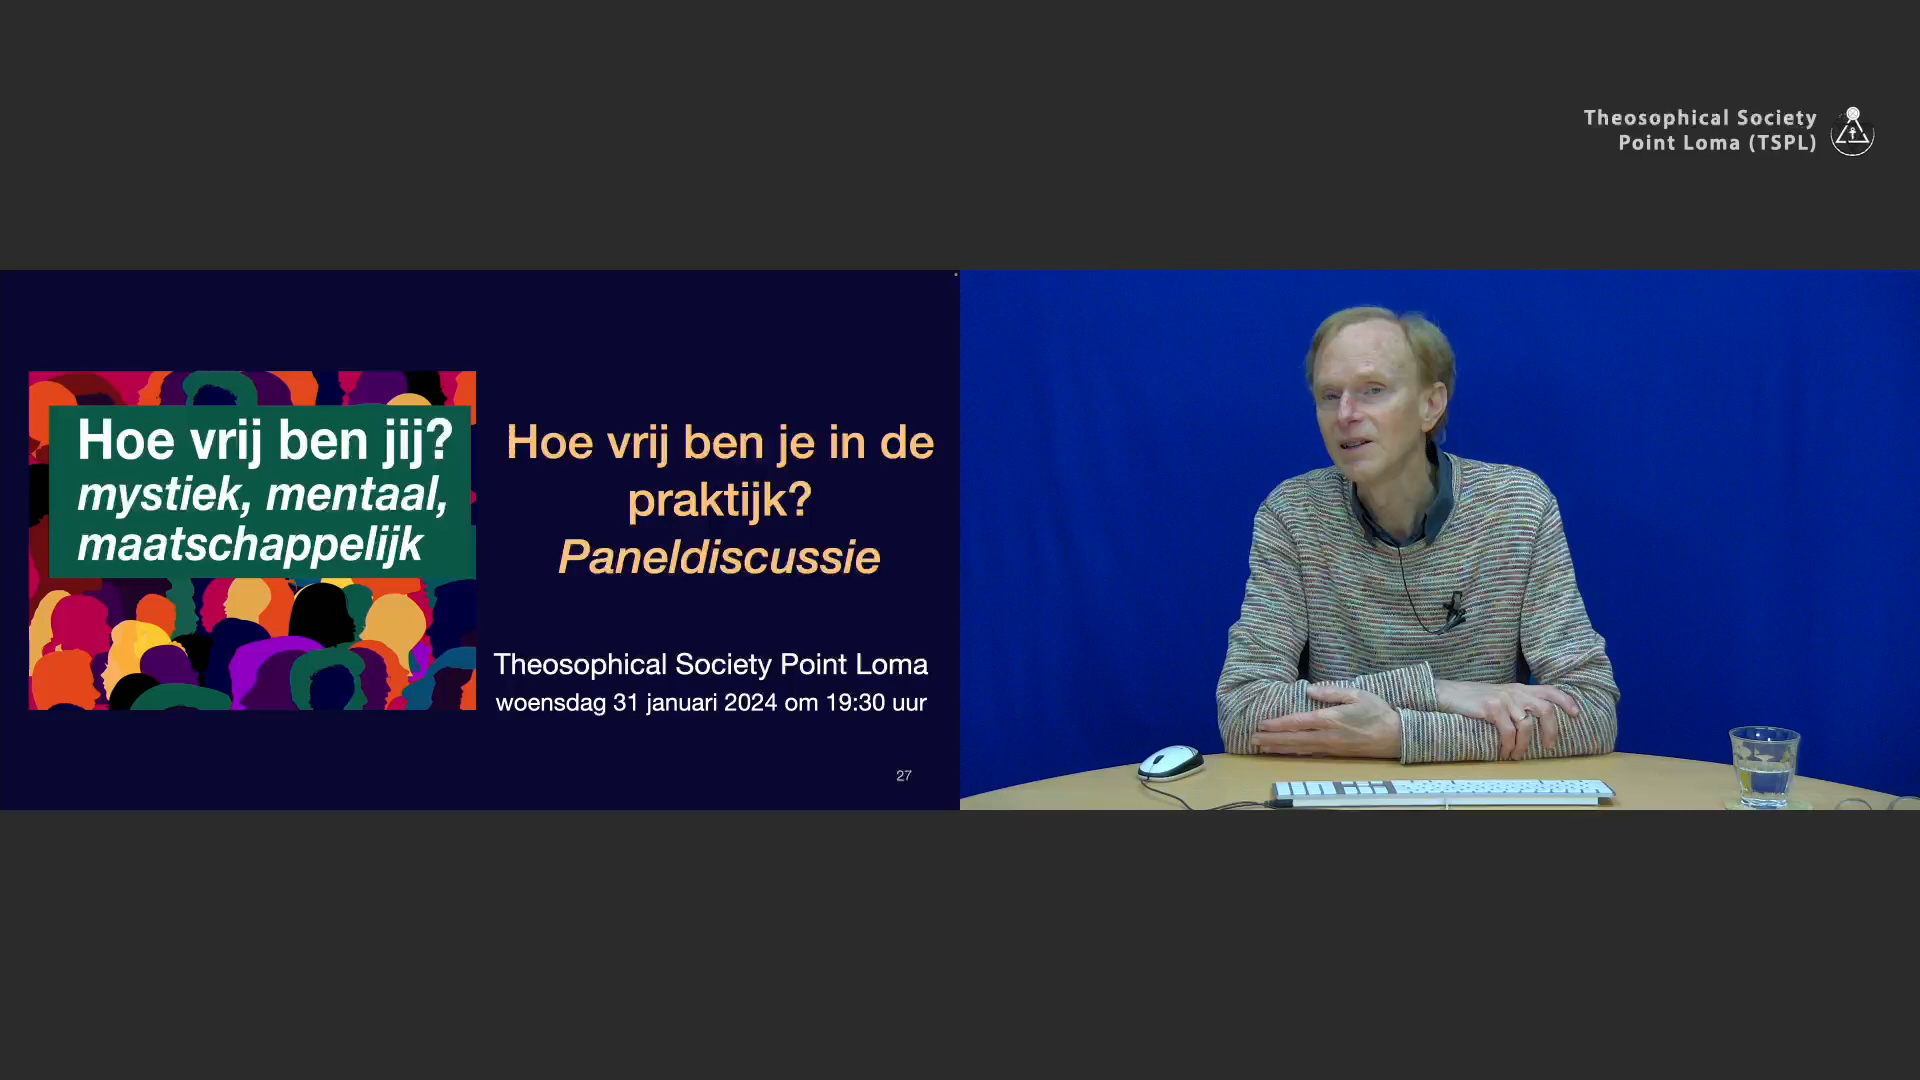 Theosophical Society
Point Loma (TSPL)
Hoe vrij ben jij?
mystiek, mentaal,
maatschappelijk
Hoe vrij ben je in de
praktijk?
Paneldiscussie
Theosophical Society Point Loma
woensdag 31 januari 2024 om 19:30 uur
27